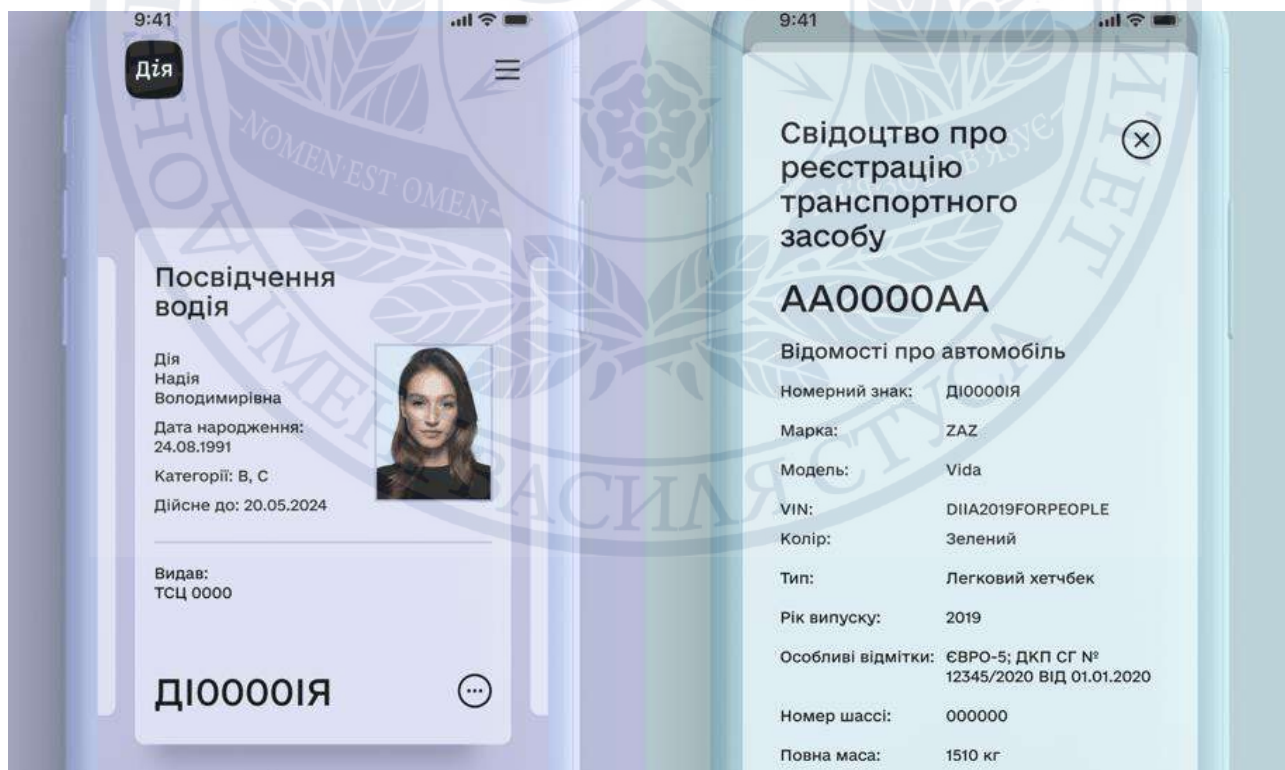 9:41
Дія
Посвідчення
водія
Дія
Надія
Володимирівна
Дата народження:
24.08.1991
Категорії: B, C
Дійсне до: 20.05.2024
Видав:
ТСЦ 0000
ДІ0000ІЯ
9:41
Свідоцтво про
реєстрацію
транспортного
засобу
АА0000АА
Відомості про автомобіль
Номерний знак: ДІ0000ІЯ
Марка: ZAZ
Модель: Vida
VIN: DIIA2019FORPEOPLE
Колір: Зелений
Тип: Легковий хетчбек
Рік випуску: 2019
Особливі відмітки: ЄВРО-5; ДКП СГ №
12345/2020 ВІД 01.01.2020
Номер шассі: 000000
Повна маса: 1510 кг
NOMEN·EST OMEN
ІМЕНІ ВАСИЛЯ СТУСА